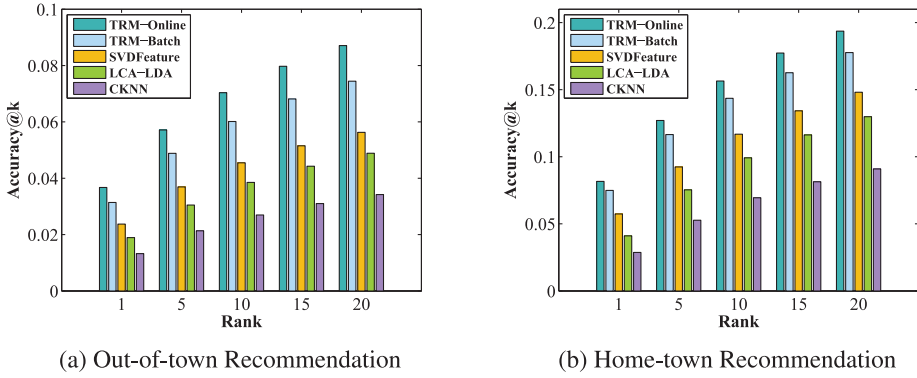 0.1
0.08
0.06
0.04
0.02
0
Accuracy@k
TRM−Online
TRM−Batch
SVDFeature
LCA−LDA
CKNN
1 5 10 15 20
Rank
(a) Out-of-town Recommendation
0.2
0.15
0.1
0.05
0
Accuracy@k
TRM−Online
TRM−Batch
SVDFeature
LCA−LDA
CKNN
1 5 10 15 20
Rank
(b) Home-town Recommendation